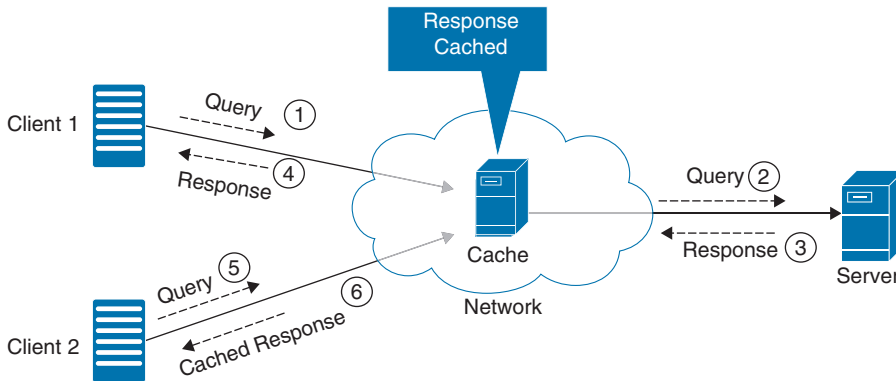 Response
Cached
Client 1
Query 1
4
Response
Query 2
Response 3
Cache
Server
Network
Query 5
6
Cached Response
Client 2